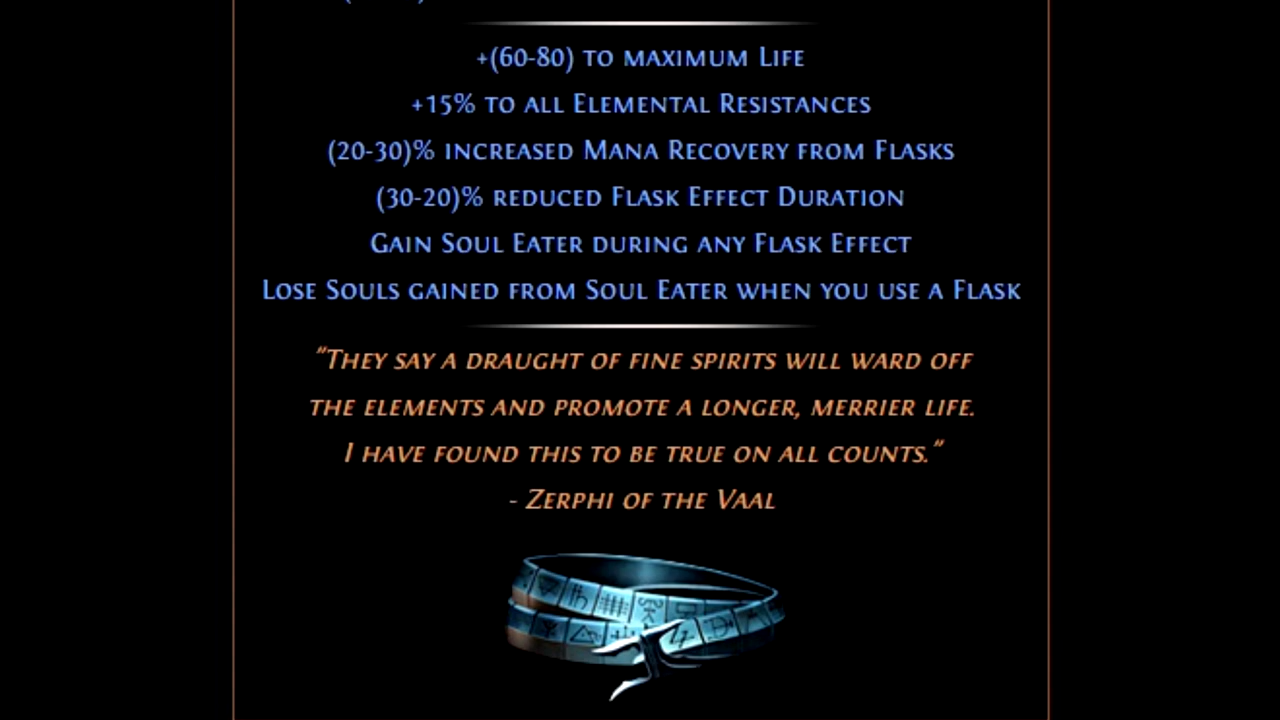 +(60-80) to maximum Life
+15% to all Elemental Resistances
(20-30)% increased Mana Recovery from Flasks
(30-20)% reduced Flask Effect Duration
Gain Soul Eater during any Flask Effect
Lose Souls gained from Soul Eater when you use a Flask
"They say a draught of fine spirits will ward off
the elements and promote a longer, merrier life.
I have found this to be true on all counts."
- Zerphi of the Vaal